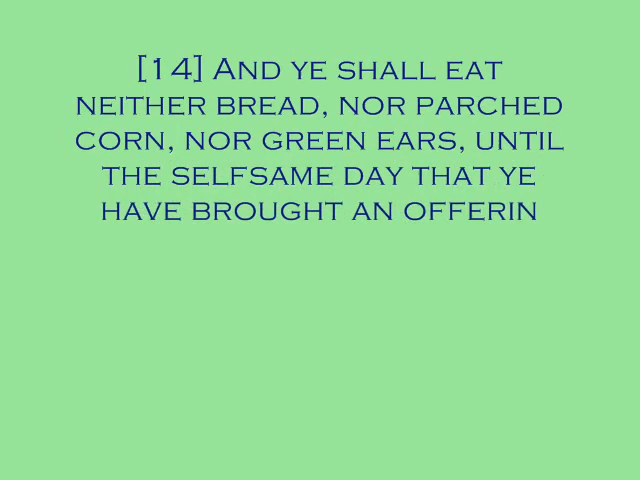 [14] And ye shall eat
neither bread, nor parched
corn, nor green ears, until
the selfsame day that ye
have brought an offerin